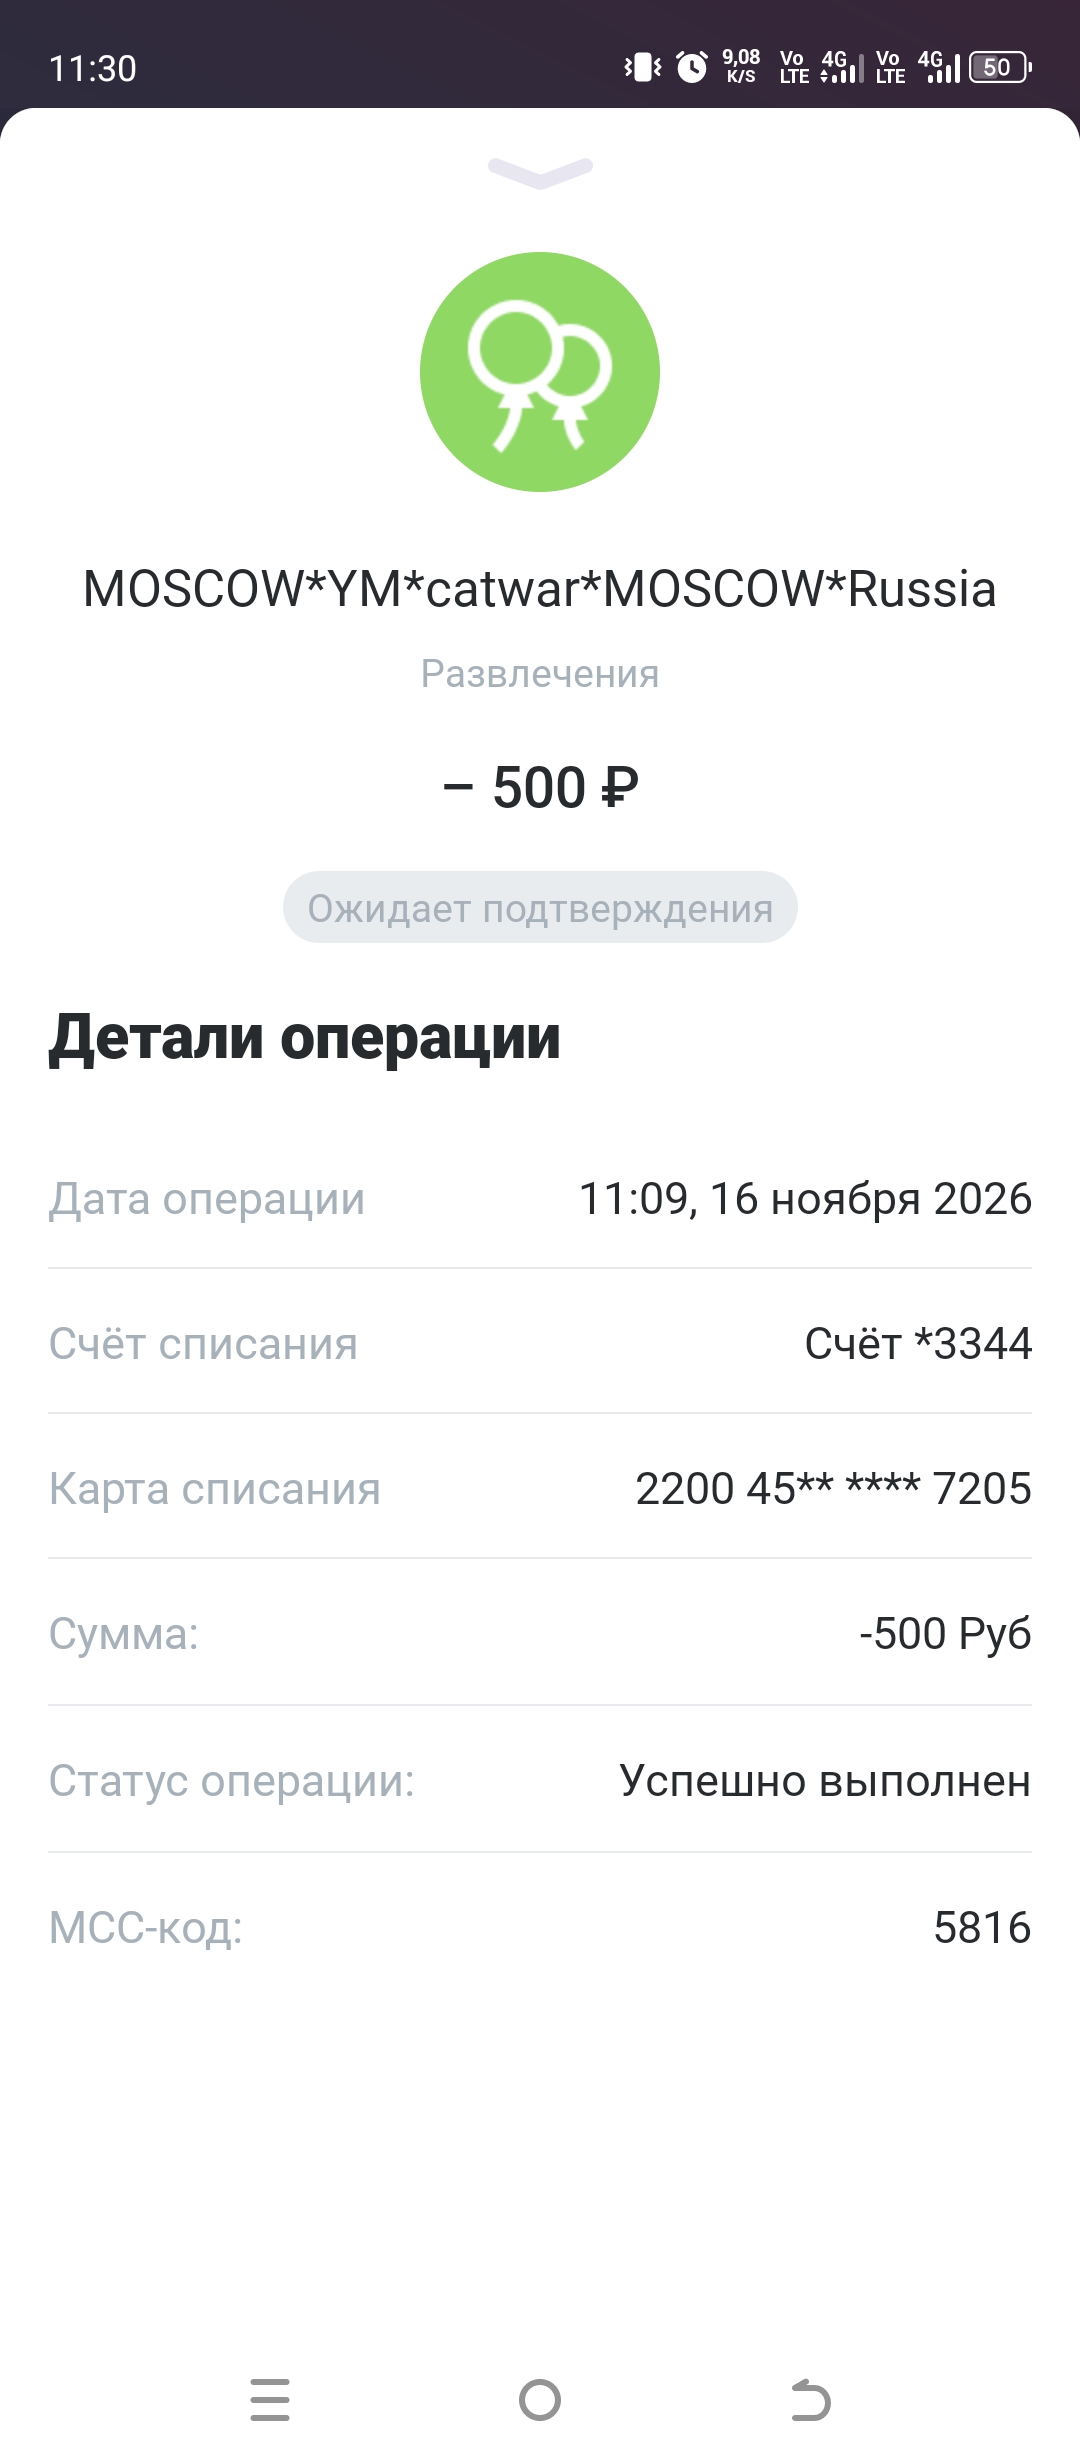 11:30
9,08 K/S Vo LTE 4G Vo LTE 4G 50
MOSCOW*YM*catwar*MOSCOW*Russia
Развлечения
– 500 ₽
Ожидает подтверждения
Детали операции
Дата операции 11:09, 16 ноября 2026
Счёт списания Счёт *3344
Карта списания 2200 45** **** 7205
Сумма: -500 Руб
Статус операции: Успешно выполнен
MCC-код: 5816